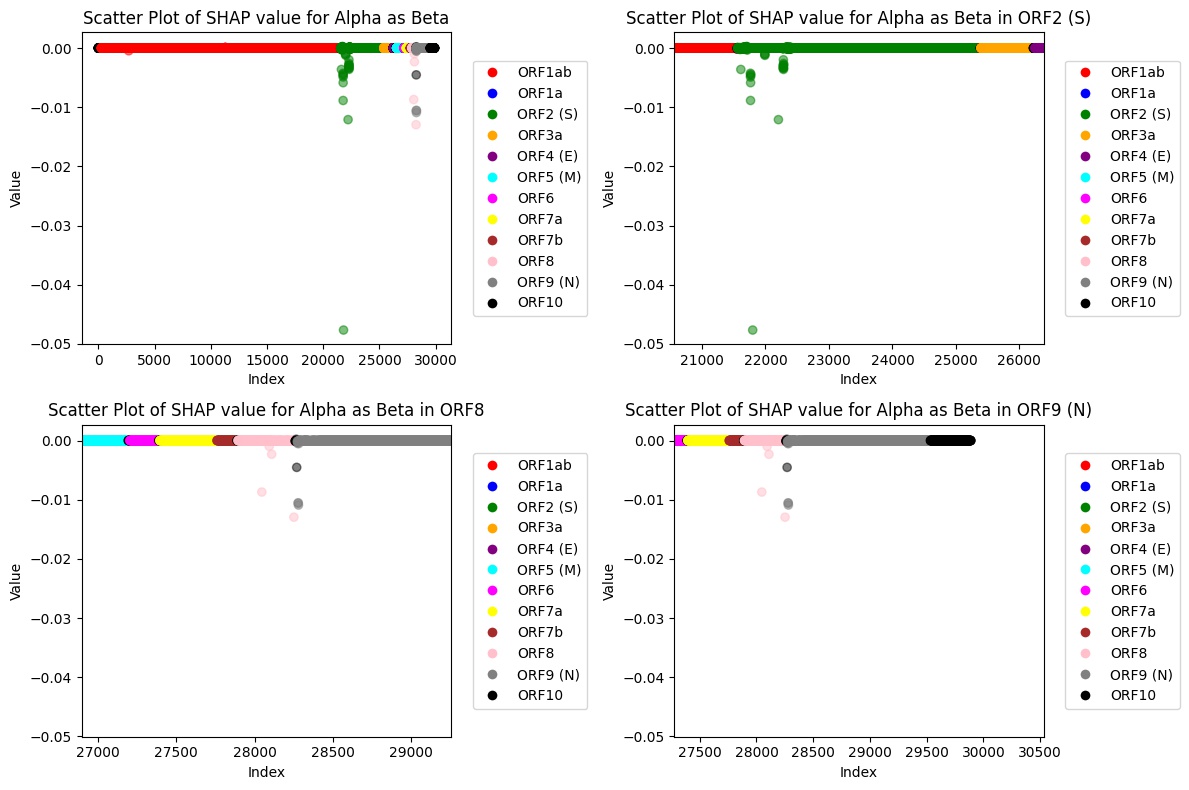 Scatter Plot of SHAP value for Alpha as Beta
0.00
−0.01
−0.02
−0.03
−0.04
−0.05
Value
0 5000 10000 15000 20000 25000 30000
Index
ORF1ab
ORF1a
ORF2 (S)
ORF3a
ORF4 (E)
ORF5 (M)
ORF6
ORF7a
ORF7b
ORF8
ORF9 (N)
ORF10
Scatter Plot of SHAP value for Alpha as Beta in ORF2 (S)
0.00
−0.01
−0.02
−0.03
−0.04
−0.05
Value
21000 22000 23000 24000 25000 26000
Index
ORF1ab
ORF1a
ORF2 (S)
ORF3a
ORF4 (E)
ORF5 (M)
ORF6
ORF7a
ORF7b
ORF8
ORF9 (N)
ORF10
Scatter Plot of SHAP value for Alpha as Beta in ORF8
0.00
−0.01
−0.02
−0.03
−0.04
−0.05
Value
27000 27500 28000 28500 29000
Index
ORF1ab
ORF1a
ORF2 (S)
ORF3a
ORF4 (E)
ORF5 (M)
ORF6
ORF7a
ORF7b
ORF8
ORF9 (N)
ORF10
Scatter Plot of SHAP value for Alpha as Beta in ORF9 (N)
0.00
−0.01
−0.02
−0.03
−0.04
−0.05
Value
27500 28000 28500 29000 29500 30000 30500
Index
ORF1ab
ORF1a
ORF2 (S)
ORF3a
ORF4 (E)
ORF5 (M)
ORF6
ORF7a
ORF7b
ORF8
ORF9 (N)
ORF10